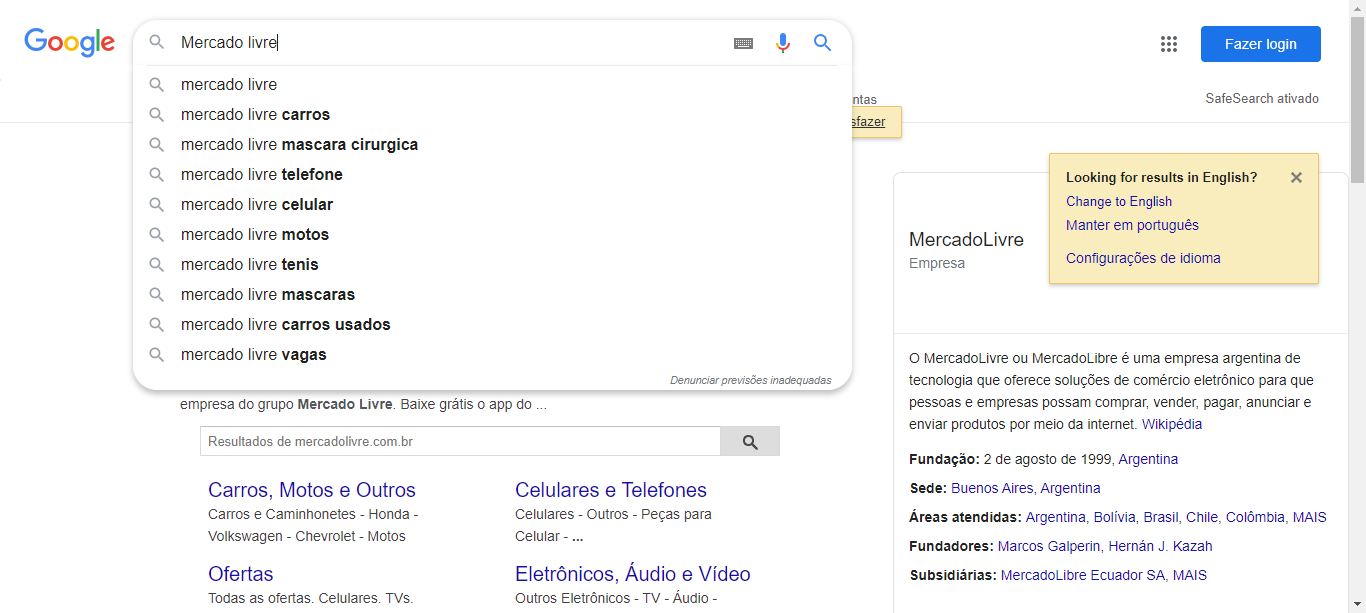 Google
Mercado livre
Fazer login
mercado livre
mercado livre carros
mercado livre mascara cirurgica
mercado livre telefone
mercado livre celular
mercado livre motos
mercado livre tenis
mercado livre mascaras
mercado livre carros usados
mercado livre vagas
Denunciar previsões inadequadas
ntas
SafeSearch ativado
sfazer
empresa do grupo Mercado Livre. Baixe grátis o app do ...
Resultados de mercadolivre.com.br
Carros, Motos e Outros
Carros e Caminhonetes - Honda -
Volkswagen - Chevrolet - Motos
Celulares e Telefones
Celulares - Outros - Peças para
Celular - ...
Ofertas
Todas as ofertas. Celulares. TVs.
Eletrônicos, Áudio e Vídeo
Outros Eletrônicos - TV - Áudio -
Looking for results in English?
Change to English
Manter em português
Configurações de idioma
MercadoLivre
Empresa
O MercadoLivre ou MercadoLibre é uma empresa argentina de
tecnologia que oferece soluções de comércio eletrônico para que
pessoas e empresas possam comprar, vender, pagar, anunciar e
enviar produtos por meio da internet. Wikipédia
Fundação: 2 de agosto de 1999, Argentina
Sede: Buenos Aires, Argentina
Áreas atendidas: Argentina, Bolívia, Brasil, Chile, Colômbia, MAIS
Fundadores: Marcos Galperin, Hernán J. Kazah
Subsidiárias: MercadoLibre Ecuador SA, MAIS